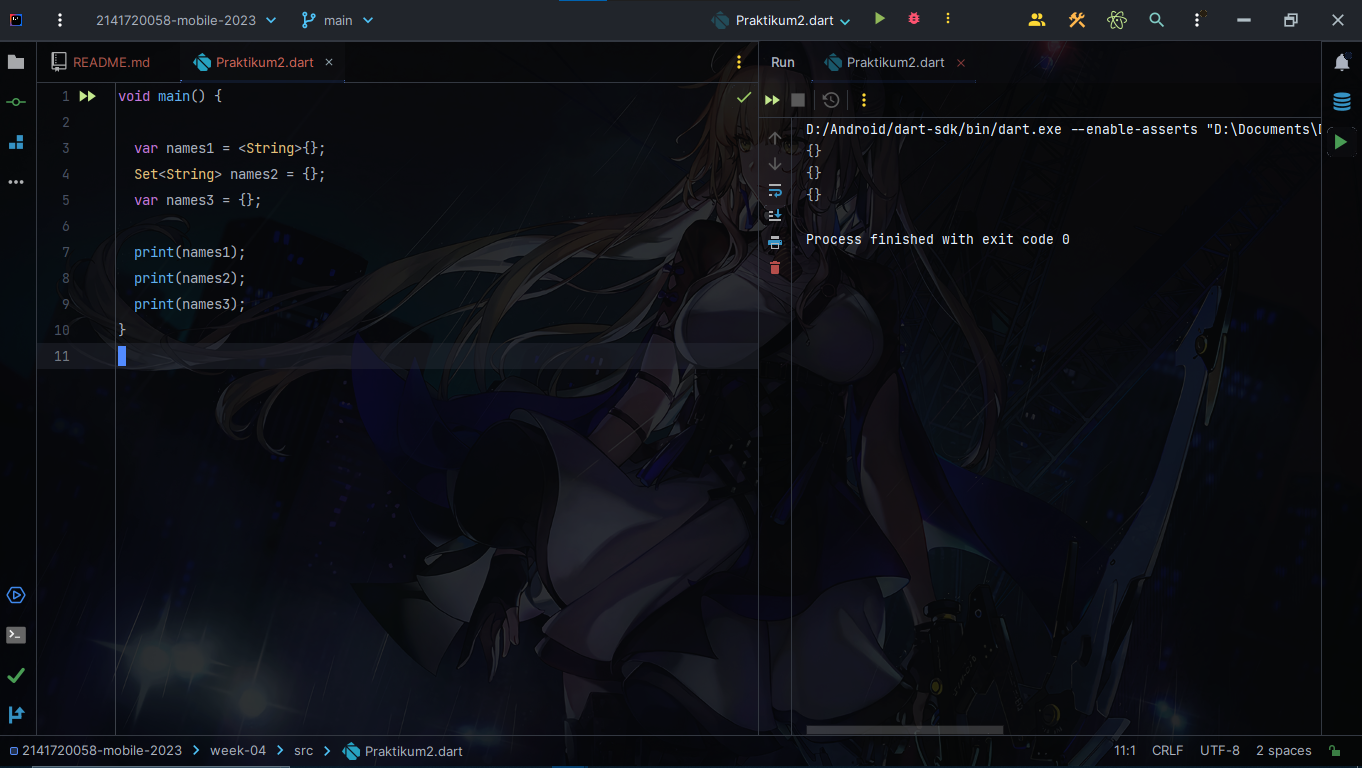 2141720058-mobile-2023
main
Praktikum2.dart
README.md
Praktikum2.dart
Run
Praktikum2.dart
1 void main() {
2
3 var names1 = <String>{};
4 Set<String> names2 = {};
5 var names3 = {};
6
7 print(names1);
8 print(names2);
9 print(names3);
10 }
11
D:/Android/dart-sdk/bin/dart.exe --enable-asserts "D:\Documents\
{}
{}
{}
Process finished with exit code 0
2141720058-mobile-2023 > week-04 > src > Praktikum2.dart
11:1 CRLF UTF-8 2 spaces